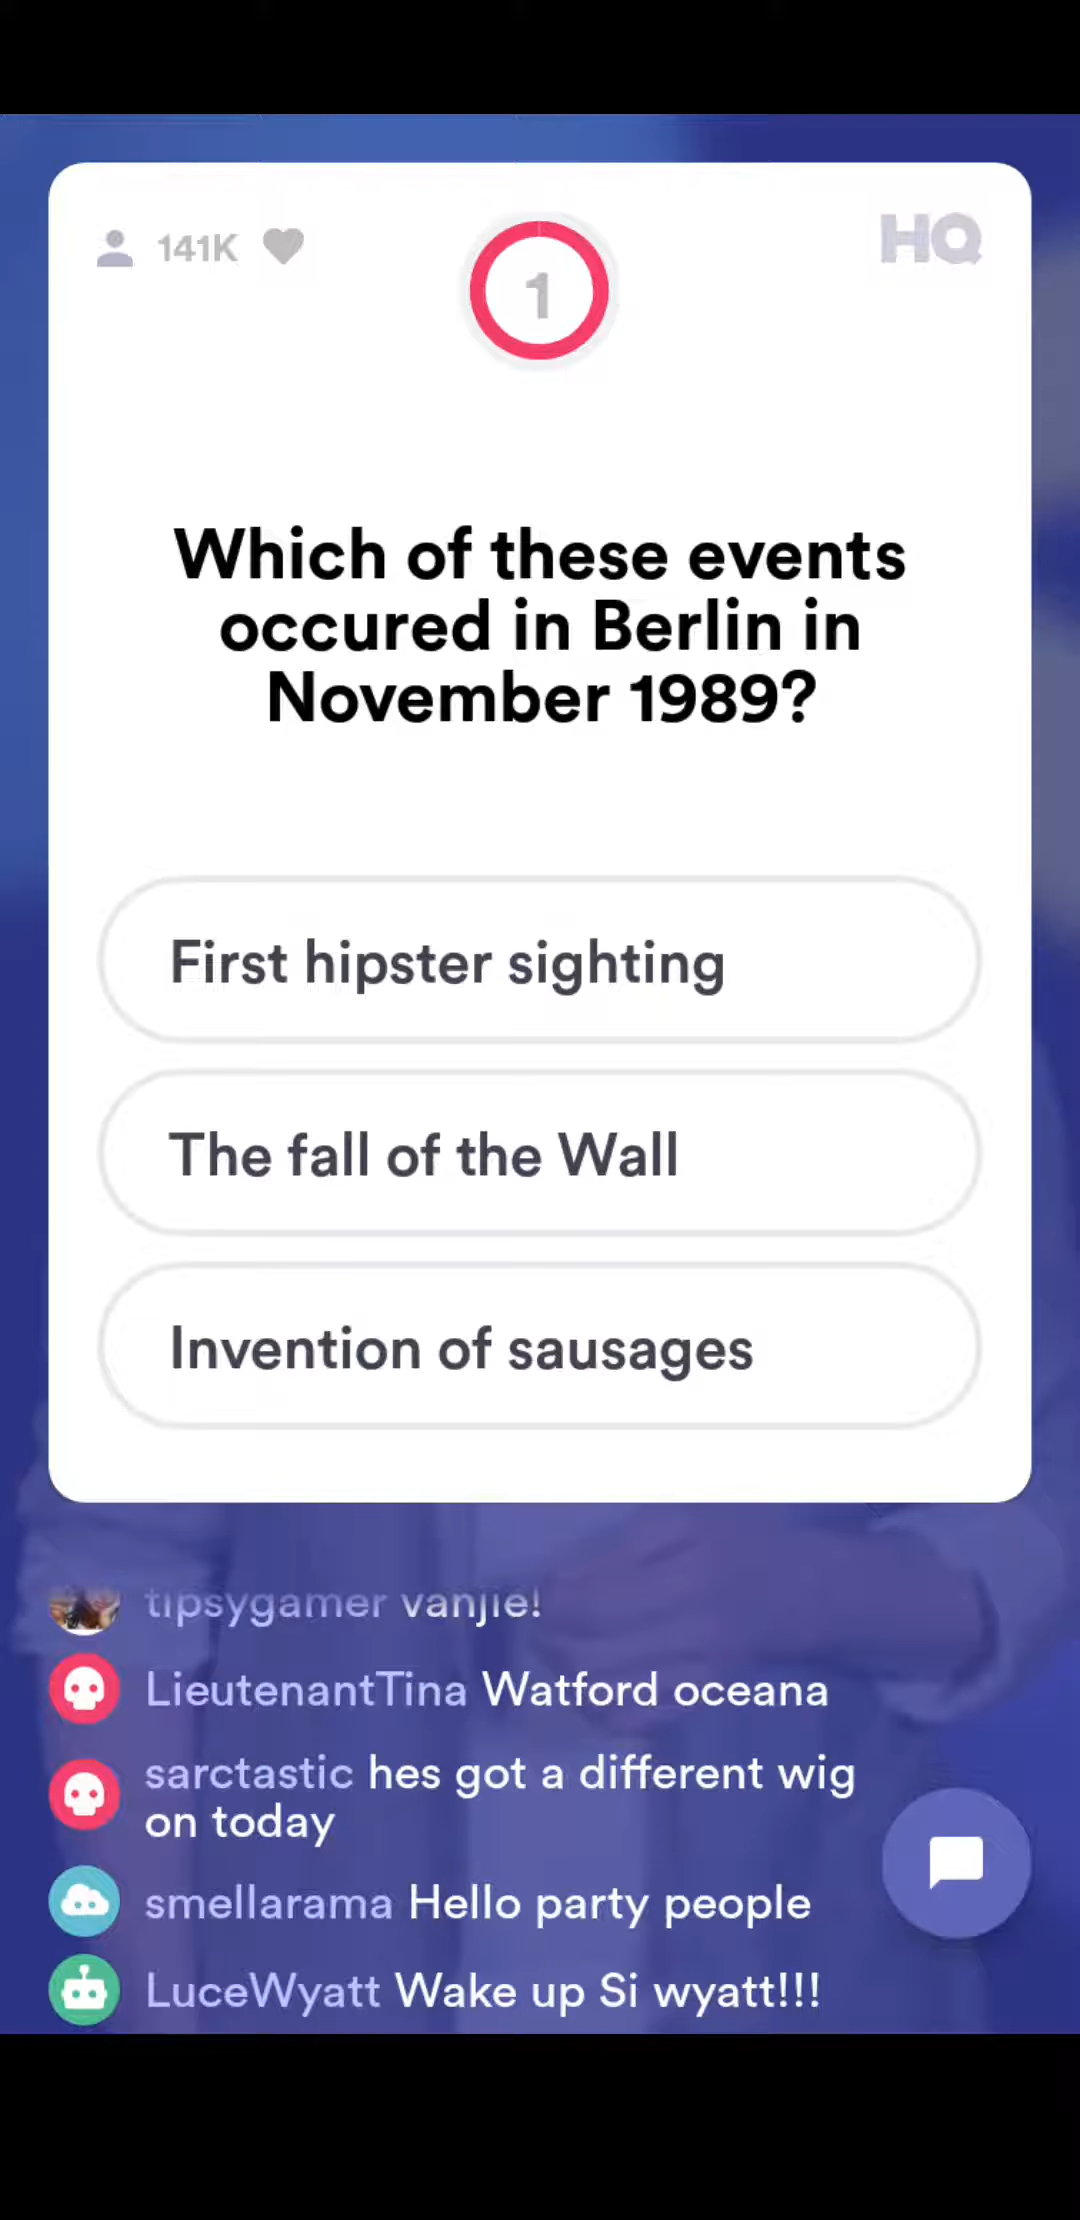 141K
1
HQ
Which of these events
occured in Berlin in
November 1989?
First hipster sighting
The fall of the Wall
Invention of sausages
tipsygamer vanjie!
LieutenantTina Watford oceana
sarctastic hes got a different wig
on today
smellarama Hello party people
LuceWyatt Wake up Si wyatt!!!